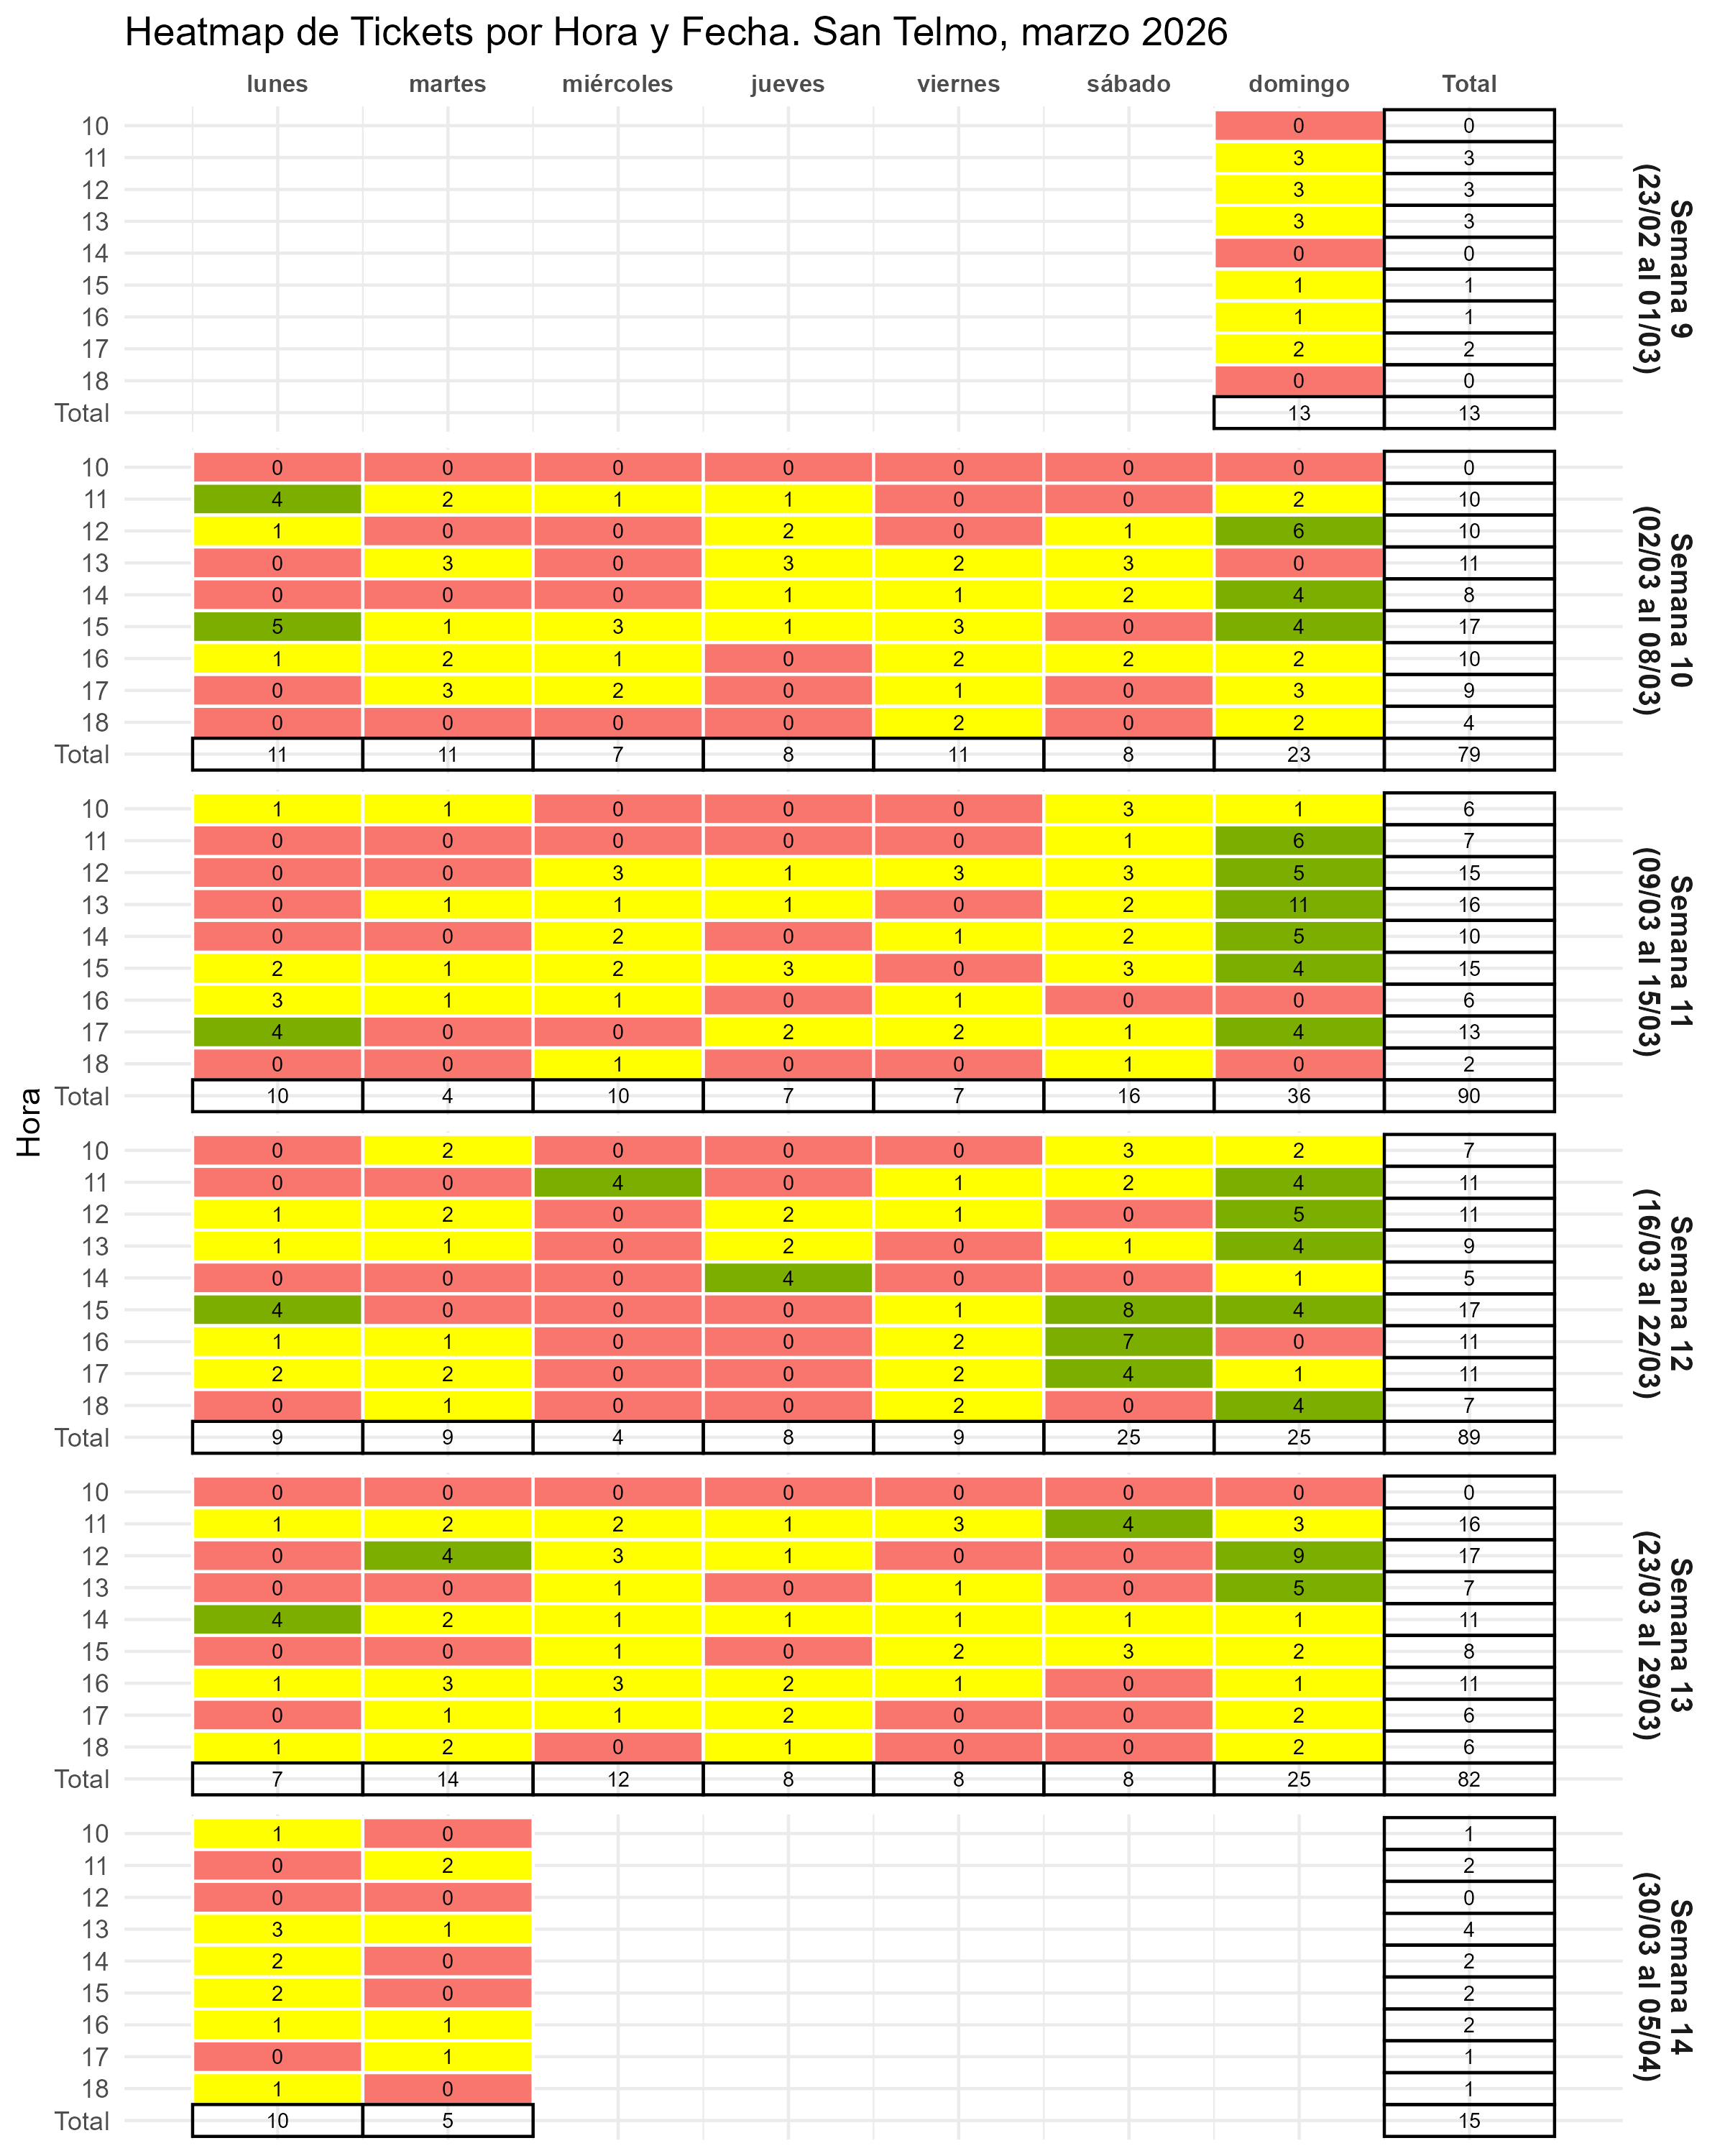 Heatmap de Tickets por Hora y Fecha. San Telmo, marzo 2026
lunes martes miércoles jueves viernes sábado domingo Total
10 0 0
11 3 3
12 3 3
13 3 3
14 0 0
15 1 1
16 1 1
17 2 2
18 0 0
Total 13 13
Semana 9
(23/02 al 01/03)
10 0 0 0 0 0 0 0 0
11 4 2 1 1 0 0 2 10
12 1 0 0 2 0 1 6 10
13 0 3 0 3 2 3 0 11
14 0 0 0 1 1 2 4 8
15 5 1 3 1 3 0 4 17
16 1 2 1 0 2 2 2 10
17 0 3 2 0 1 0 3 9
18 0 0 0 0 2 0 2 4
Total 11 11 7 8 11 8 23 79
Semana 10
(02/03 al 08/03)
10 1 1 0 0 0 3 1 6
11 0 0 0 0 0 1 6 7
12 0 0 3 1 3 3 5 15
13 0 1 1 1 0 2 11 16
14 0 0 2 0 1 2 5 10
15 2 1 2 3 0 3 4 15
16 3 1 1 0 1 0 0 6
17 4 0 0 2 2 1 4 13
18 0 0 1 0 0 1 0 2
Total 10 4 10 7 7 16 36 90
Semana 11
(09/03 al 15/03)
Hora
10 0 2 0 0 0 3 2 7
11 0 0 4 0 1 2 4 11
12 1 2 0 2 1 0 5 11
13 1 1 0 2 0 1 4 9
14 0 0 0 4 0 0 1 5
15 4 0 0 0 1 8 4 17
16 1 1 0 0 2 7 0 11
17 2 2 0 0 2 4 1 11
18 0 1 0 0 2 0 4 7
Total 9 9 4 8 9 25 25 89
Semana 12
(16/03 al 22/03)
10 0 0 0 0 0 0 0 0
11 1 2 2 1 3 4 3 16
12 0 4 3 1 0 0 9 17
13 0 0 1 0 1 0 5 7
14 4 2 1 1 1 1 1 11
15 0 0 1 0 2 3 2 8
16 1 3 3 2 1 0 1 11
17 0 1 1 2 0 0 2 6
18 1 2 0 1 0 0 2 6
Total 7 14 12 8 8 8 25 82
Semana 13
(23/03 al 29/03)
10 1 0 1
11 0 2 2
12 0 0 0
13 3 1 4
14 2 0 2
15 2 0 2
16 1 1 2
17 0 1 1
18 1 0 1
Total 10 5 15
Semana 14
(30/03 al 05/04)